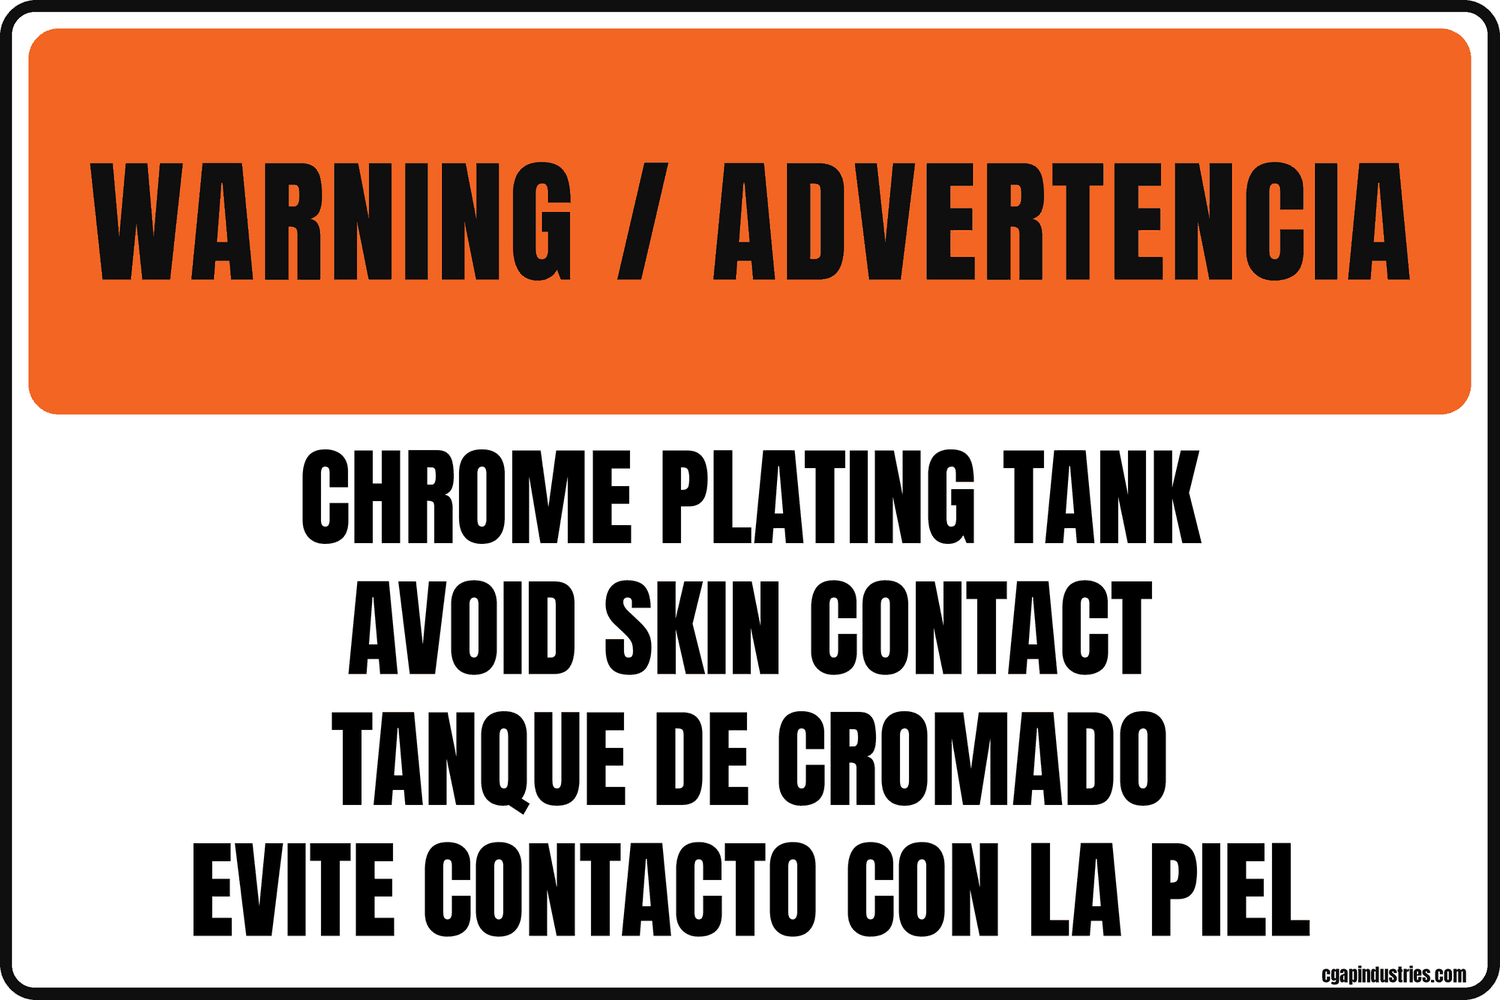 WARNING / ADVERTENCIA
CHROME PLATING TANK
AVOID SKIN CONTACT
TANQUE DE CROMADO
EVITE CONTACTO CON LA PIEL
cgapindustries.com